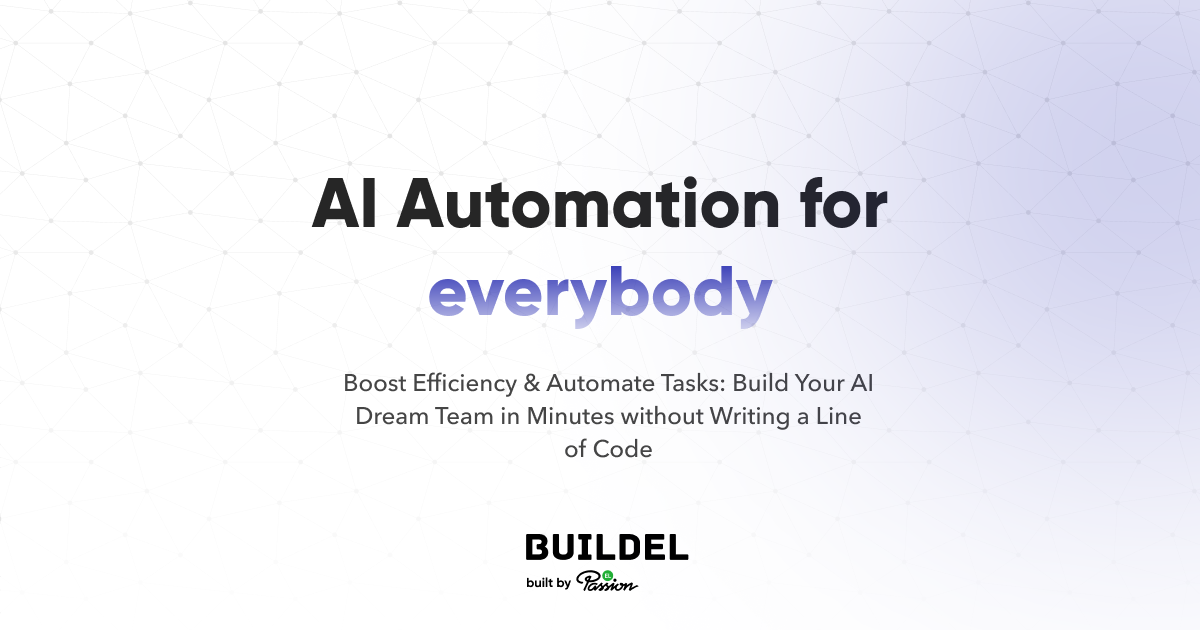 AI Automation for
everybody
Boost Efficiency & Automate Tasks: Build Your AI
Dream Team in Minutes without Writing a Line
of Code
BUILDEL
built by EL Passion